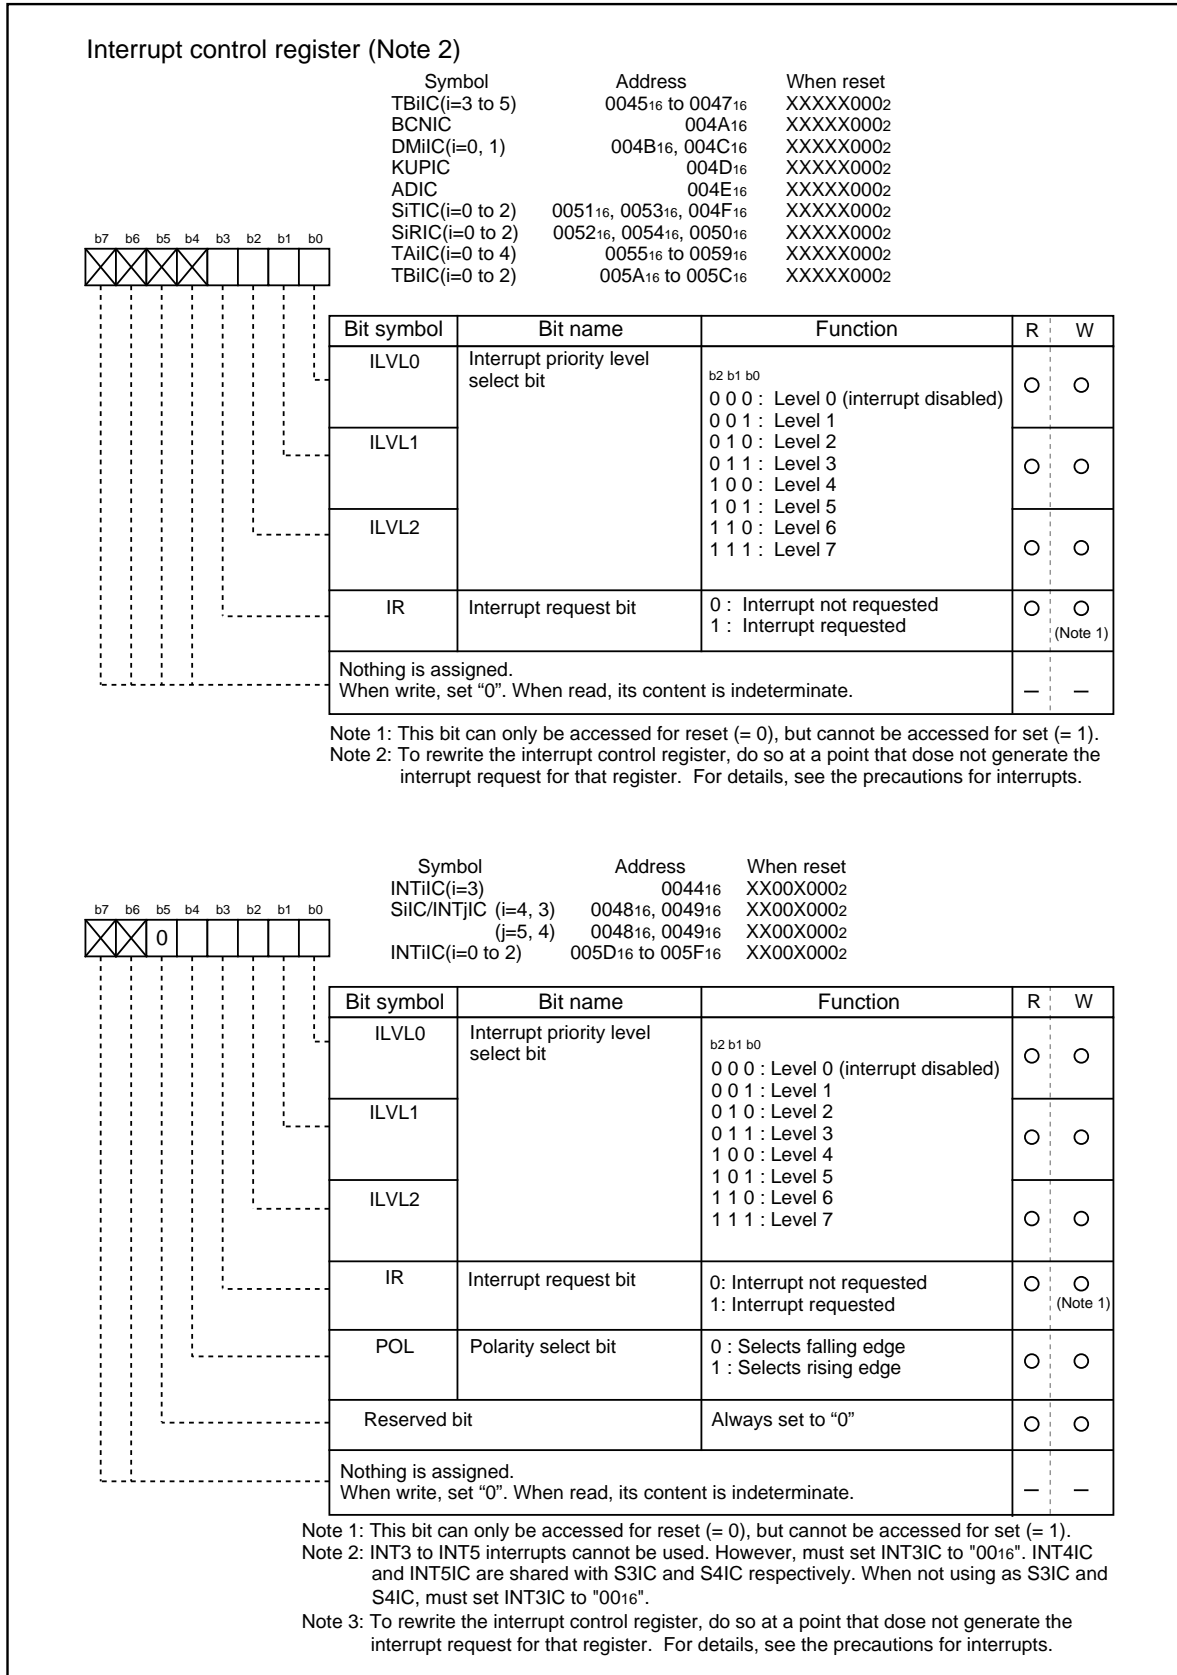 Interrupt control register (Note 2)
Symbol Address When reset
TBiIC(i=3 to 5) 004516 to 004716 XXXXX0002
BCNIC 004A16 XXXXX0002
DMiIC(i=0, 1) 004B16, 004C16 XXXXX0002
KUPIC 004D16 XXXXX0002
ADIC 004E16 XXXXX0002
SiTIC(i=0 to 2) 005116, 005316, 004F16 XXXXX0002
SiRIC(i=0 to 2) 005216, 005416, 005016 XXXXX0002
TAiIC(i=0 to 4) 005516 to 005916 XXXXX0002
TBiIC(i=0 to 2) 005A16 to 005C16 XXXXX0002
b7 b6 b5 b4 b3 b2 b1 b0
Bit symbol Bit name Function R W
ILVL0 Interrupt priority level
select bit
b2 b1 b0
0 0 0 : Level 0 (interrupt disabled)
0 0 1 : Level 1
ILVL1 0 1 0 : Level 2
0 1 1 : Level 3
1 0 0 : Level 4
1 0 1 : Level 5
ILVL2 1 1 0 : Level 6
1 1 1 : Level 7
IR Interrupt request bit 0 : Interrupt not requested
1 : Interrupt requested (Note 1)
Nothing is assigned.
When write, set “0”. When read, its content is indeterminate. – –
Note 1: This bit can only be accessed for reset (= 0), but cannot be accessed for set (= 1).
Note 2: To rewrite the interrupt control register, do so at a point that dose not generate the
interrupt request for that register. For details, see the precautions for interrupts.
Symbol Address When reset
INTiIC(i=3) 004416 XX00X0002
SiIC/INTjIC (i=4, 3) 004816, 004916 XX00X0002
(j=5, 4) 004816, 004916 XX00X0002
INTiIC(i=0 to 2) 005D16 to 005F16 XX00X0002
b7 b6 b5 b4 b3 b2 b1 b0
0
Bit symbol Bit name Function R W
ILVL0 Interrupt priority level
select bit
b2 b1 b0
0 0 0 : Level 0 (interrupt disabled)
0 0 1 : Level 1
ILVL1 0 1 0 : Level 2
0 1 1 : Level 3
1 0 0 : Level 4
1 0 1 : Level 5
ILVL2 1 1 0 : Level 6
1 1 1 : Level 7
IR Interrupt request bit 0: Interrupt not requested
1: Interrupt requested (Note 1)
POL Polarity select bit 0 : Selects falling edge
1 : Selects rising edge
Reserved bit Always set to “0”
Nothing is assigned.
When write, set “0”. When read, its content is indeterminate. – –
Note 1: This bit can only be accessed for reset (= 0), but cannot be accessed for set (= 1).
Note 2: INT3 to INT5 interrupts cannot be used. However, must set INT3IC to "0016". INT4IC
and INT5IC are shared with S3IC and S4IC respectively. When not using as S3IC and
S4IC, must set INT3IC to "0016".
Note 3: To rewrite the interrupt control register, do so at a point that dose not generate the
interrupt request for that register. For details, see the precautions for interrupts.